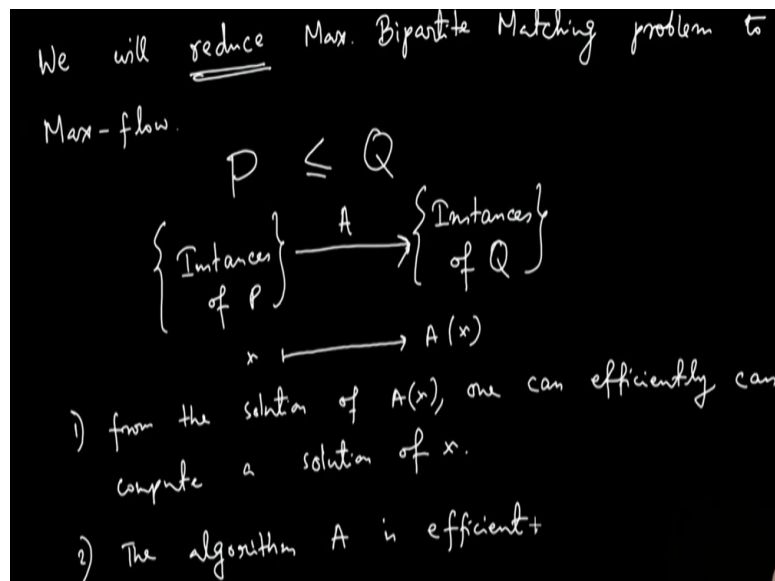 We will reduce Max. Bipartite Matching problem to
Max-flow.
P ≤ Q
A
{Instances of P} {Instances of Q}
x ↦ A(x)
1) from the solution of A(x), one can efficiently can
compute a solution of x.
2) The algorithm A is efficient